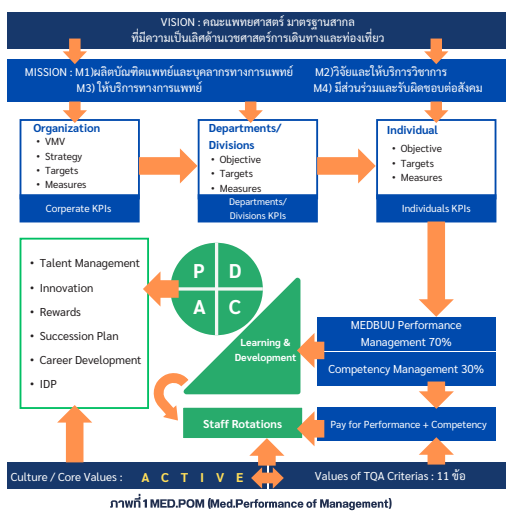 VISION : คณะแพทยศาสตร์ มาตรฐานสากล
ที่มีความเป็นเลิศด้านเวชศาสตร์การเดินทางและท่องเที่ยว
MISSION : M1)ผลิตบัณฑิตแพทย์และบุคลากรทางการแพทย์ M2)วิจัยและให้บริการวิชาการ
M3) ให้บริการทางการแพทย์ M4) มีส่วนร่วมและรับผิดชอบต่อสังคม
Organization
• VMV
• Strategy
• Targets
• Measures
Corperate KPIs
Departments/
Divisions
• Objective
• Targets
• Measures
Departments/
Divisions KPIs
Individual
• Objective
• Targets
• Measures
Individuals KPIs
• Talent Management
• Innovation
• Rewards
• Succession Plan
• Career Development
• IDP
P D
A C
Learning &
Development
MEDBUU Performance
Management 70%
Competency Management 30%
Staff Rotations
Pay for Performance + Competency
Culture / Core Values : A C T I V E
Values of TQA Criterias : 11 ข้อ
ภาพที่ 1 MED.POM (Med.Performance of Management)